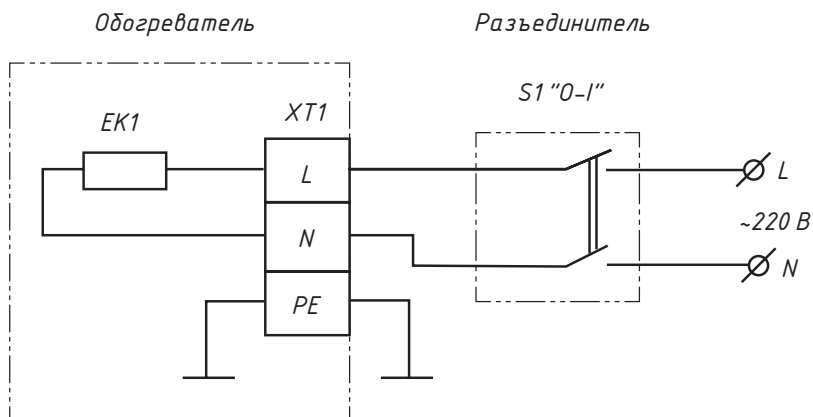 Обогреватель
Разъединитель
S1 "0-I"
EK1
XT1
L
L
N
~220 В
N
PE